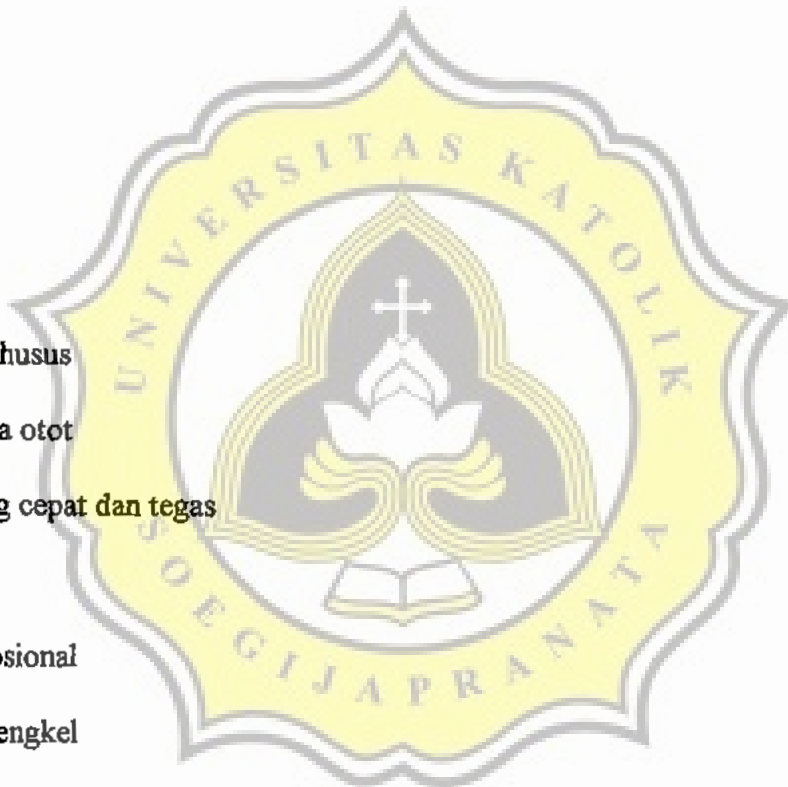 UNIVERSITAS KATOLIK
husus
a otot
g cepat dan tegas
SOEGIJAPRANATA
osional
engkel